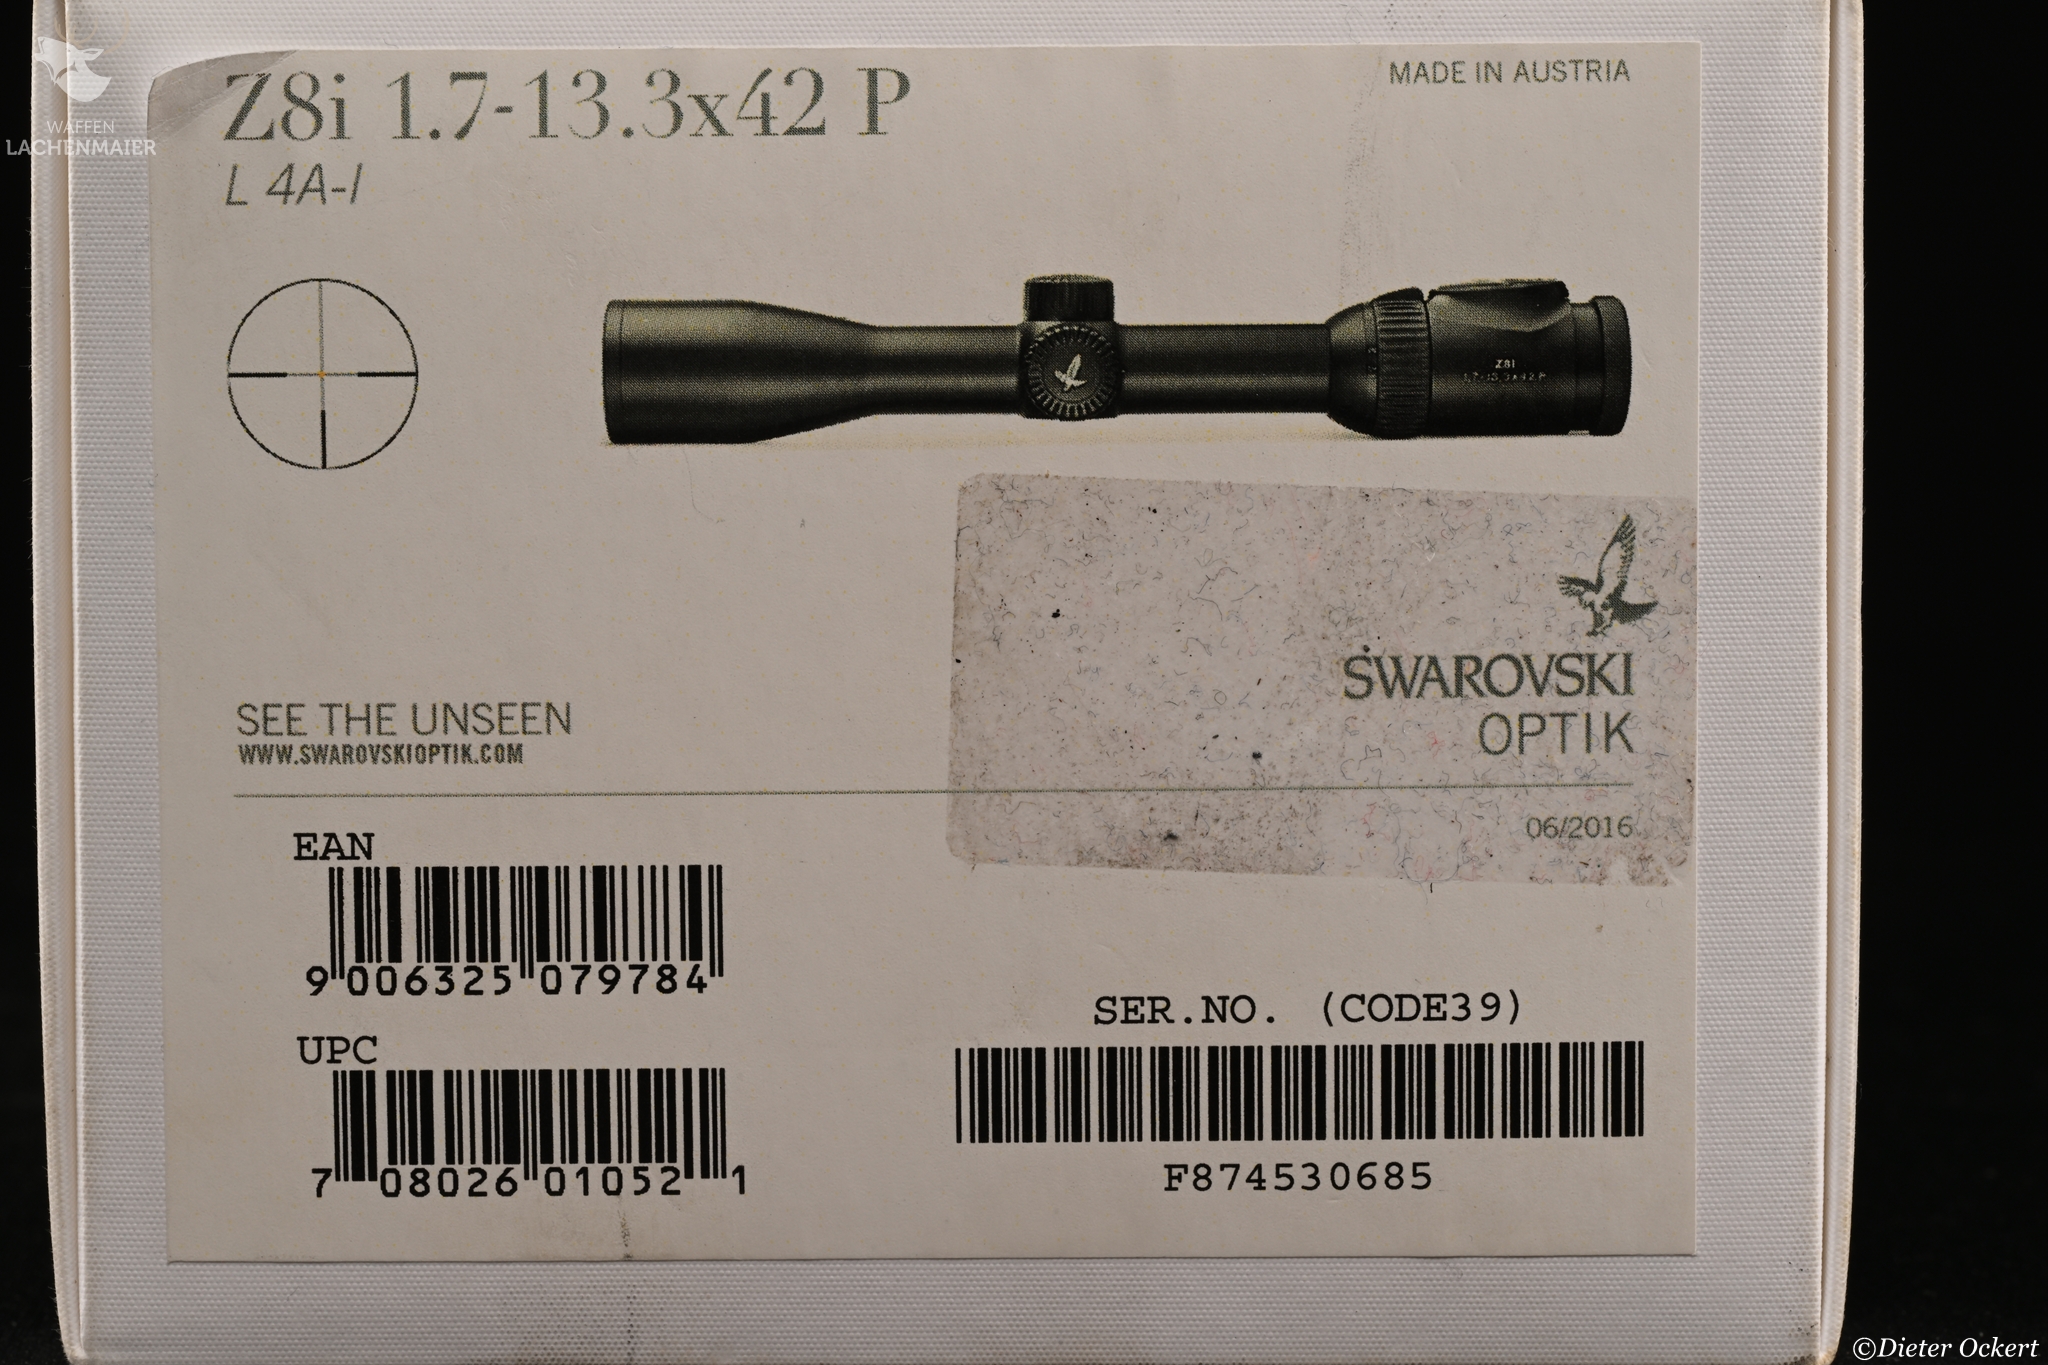 WAFFEN
LACHENMAIER
Z8i 1.7-13.3x42 P
MADE IN AUSTRIA
L 4A-I
Z8i
1.7-13.3x42 P
SWAROVSKI
OPTIK
SEE THE UNSEEN
WWW.SWAROVSKIOPTIK.COM
06/2016
EAN
9 006325 079784
SER.NO. (CODE39)
F874530685
UPC
7 08026 01052 1
©Dieter Ockert